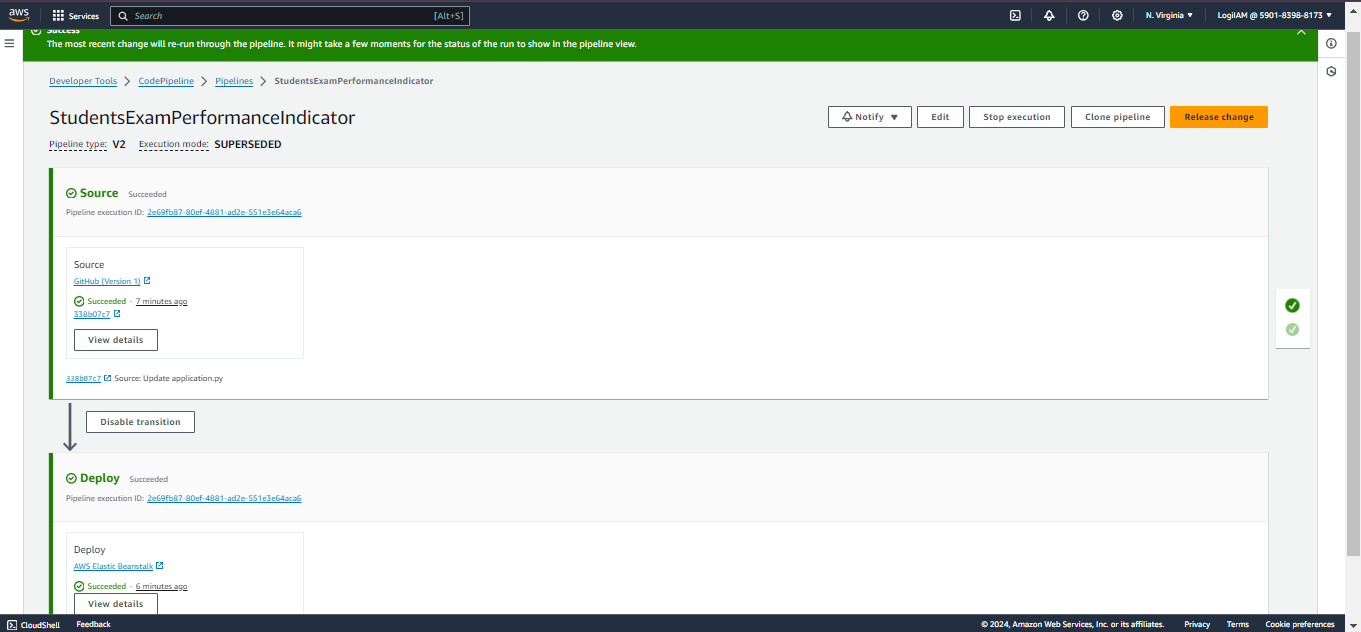 aws Services Search [Alt+S] N. Virginia ▼ LogiIAM @ 5901-8398-8173 ▼
Success
The most recent change will re-run through the pipeline. It might take a few moments for the status of the run to show in the pipeline view.
Developer Tools > CodePipeline > Pipelines > StudentsExamPerformanceIndicator
StudentsExamPerformanceIndicator
Notify ▼ Edit Stop execution Clone pipeline Release change
Pipeline type: V2 Execution mode: SUPERSEDED
Source Succeeded
Pipeline execution ID: 2e69fb87-80ef-4881-ad2e-551e3e64aca6
Source
GitHub (Version 1)
Succeeded - 7 minutes ago
338b07c7
View details
338b07c7 Source: Update application.py
Disable transition
Deploy Succeeded
Pipeline execution ID: 2e69fb87-80ef-4881-ad2e-551e3e64aca6
Deploy
AWS Elastic Beanstalk
Succeeded - 6 minutes ago
View details
CloudShell Feedback © 2024, Amazon Web Services, Inc. or its affiliates. Privacy Terms Cookie preferences